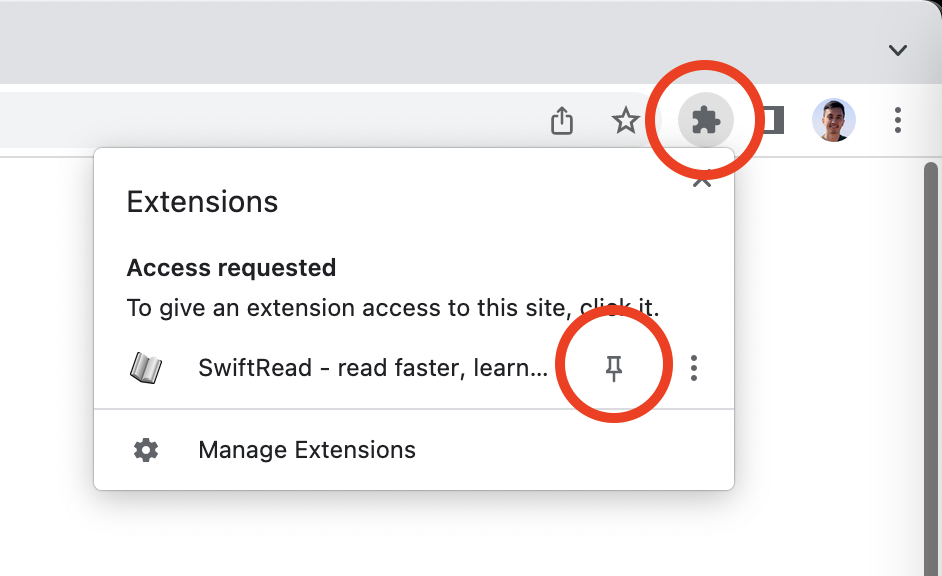 Extensions
Access requested
To give an extension access to this site, click it.
SwiftRead - read faster, learn...
Manage Extensions